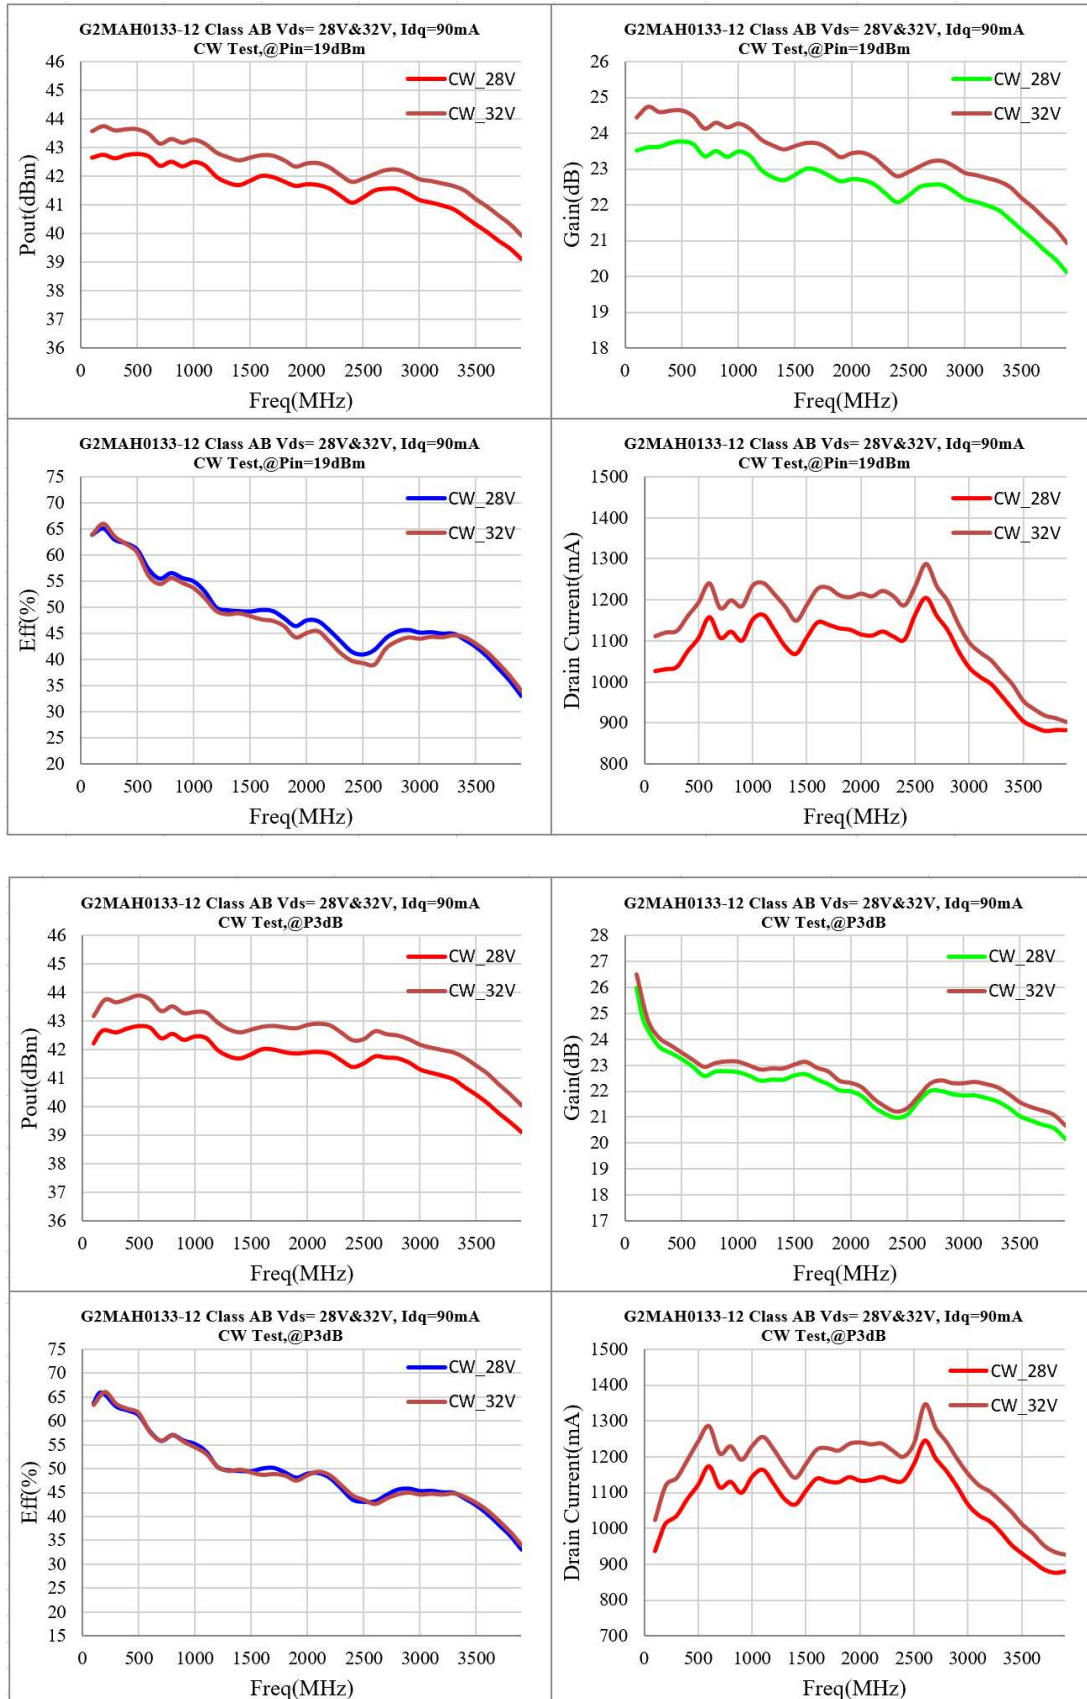 G2MAH0133-12 Class AB Vds= 28V&32V, Idq=90mA
CW Test,@Pin=19dBm
46
45
44
43
42
41
40
39
38
37
36
Pout(dBm)
CW_28V
CW_32V
0 500 1000 1500 2000 2500 3000 3500
Freq(MHz)
G2MAH0133-12 Class AB Vds= 28V&32V, Idq=90mA
CW Test,@Pin=19dBm
26
25
24
23
22
21
20
19
18
Gain(dB)
CW_28V
CW_32V
0 500 1000 1500 2000 2500 3000 3500
Freq(MHz)
G2MAH0133-12 Class AB Vds= 28V&32V, Idq=90mA
CW Test,@Pin=19dBm
75
70
65
60
55
50
45
40
35
30
25
20
Eff(%)
CW_28V
CW_32V
0 500 1000 1500 2000 2500 3000 3500
Freq(MHz)
G2MAH0133-12 Class AB Vds= 28V&32V, Idq=90mA
CW Test,@Pin=19dBm
1500
1400
1300
1200
1100
1000
900
800
Drain Current(mA)
CW_28V
CW_32V
0 500 1000 1500 2000 2500 3000 3500
Freq(MHz)
G2MAH0133-12 Class AB Vds= 28V&32V, Idq=90mA
CW Test,@P3dB
46
45
44
43
42
41
40
39
38
37
36
Pout(dBm)
CW_28V
CW_32V
0 500 1000 1500 2000 2500 3000 3500
Freq(MHz)
G2MAH0133-12 Class AB Vds= 28V&32V, Idq=90mA
CW Test,@P3dB
28
27
26
25
24
23
22
21
20
19
18
17
Gain(dB)
CW_28V
CW_32V
0 500 1000 1500 2000 2500 3000 3500
Freq(MHz)
G2MAH0133-12 Class AB Vds= 28V&32V, Idq=90mA
CW Test,@P3dB
75
70
65
60
55
50
45
40
35
30
25
20
15
Eff(%)
CW_28V
CW_32V
0 500 1000 1500 2000 2500 3000 3500
Freq(MHz)
G2MAH0133-12 Class AB Vds= 28V&32V, Idq=90mA
CW Test,@P3dB
1500
1400
1300
1200
1100
1000
900
800
700
Drain Current(mA)
CW_28V
CW_32V
0 500 1000 1500 2000 2500 3000 3500
Freq(MHz)